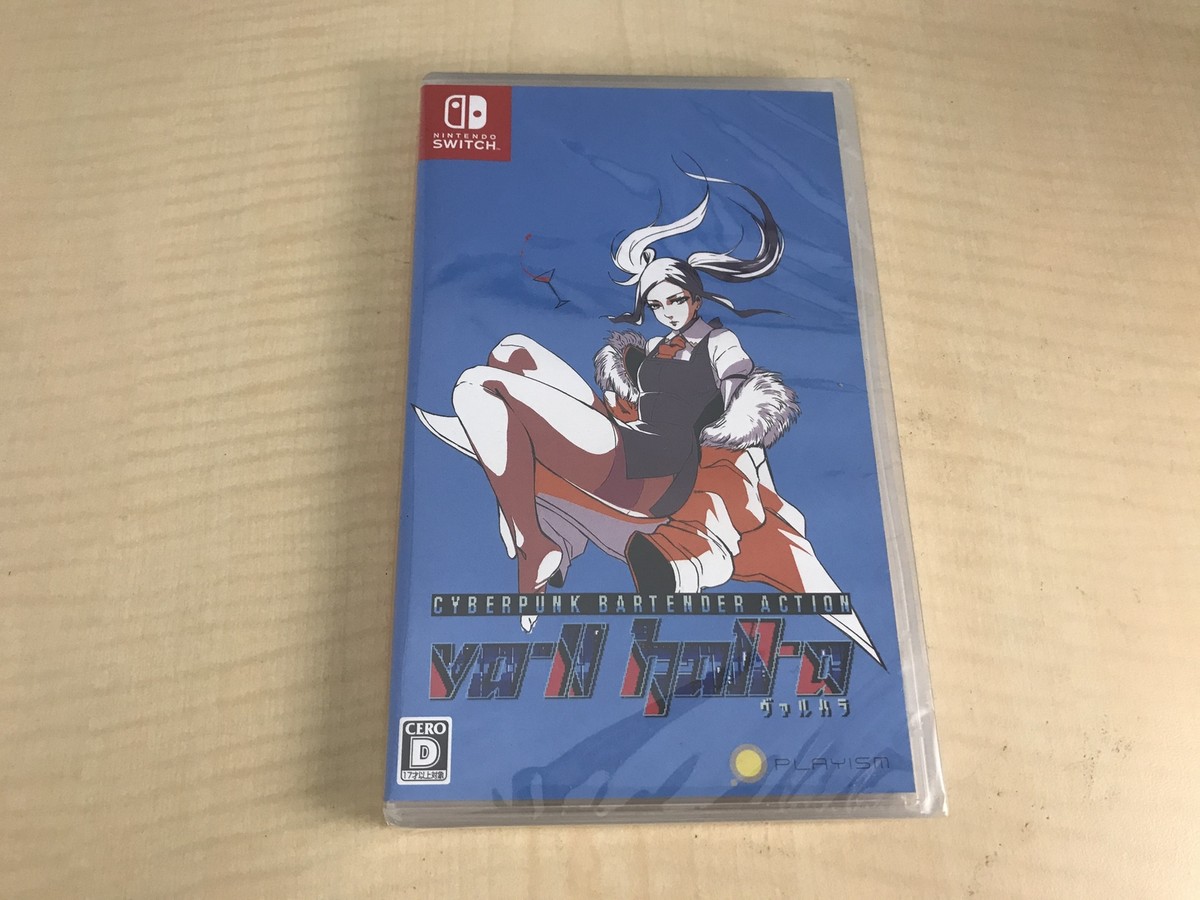 NINTENDO
SWITCH™
CYBERPUNK BARTENDER ACTION
va-11 hall-a
ヴァルハラ
CERO
D
17才以上対象
PLAYISM